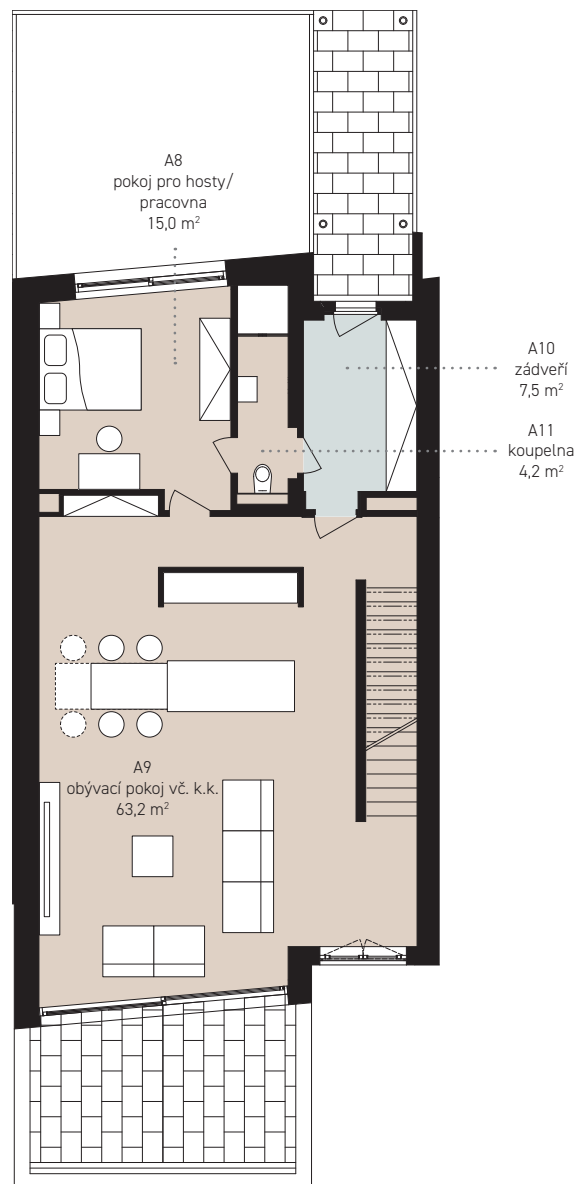 A8
pokoj pro hosty/
pracovna
15,0 m²
A10
zádveří
7,5 m²
A11
koupelna
4,2 m²
A9
obývací pokoj vč. k.k.
63,2 m²